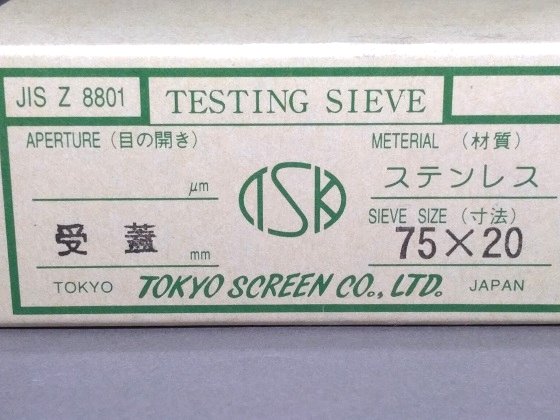 JIS Z 8801
TESTING SIEVE
APERTURE (目の開き)
μm
受蓋 mm
TSK
METERIAL (材質)
ステンレス
SIEVE SIZE (寸法)
75×20
TOKYO TOKYO SCREEN CO., LTD. JAPAN